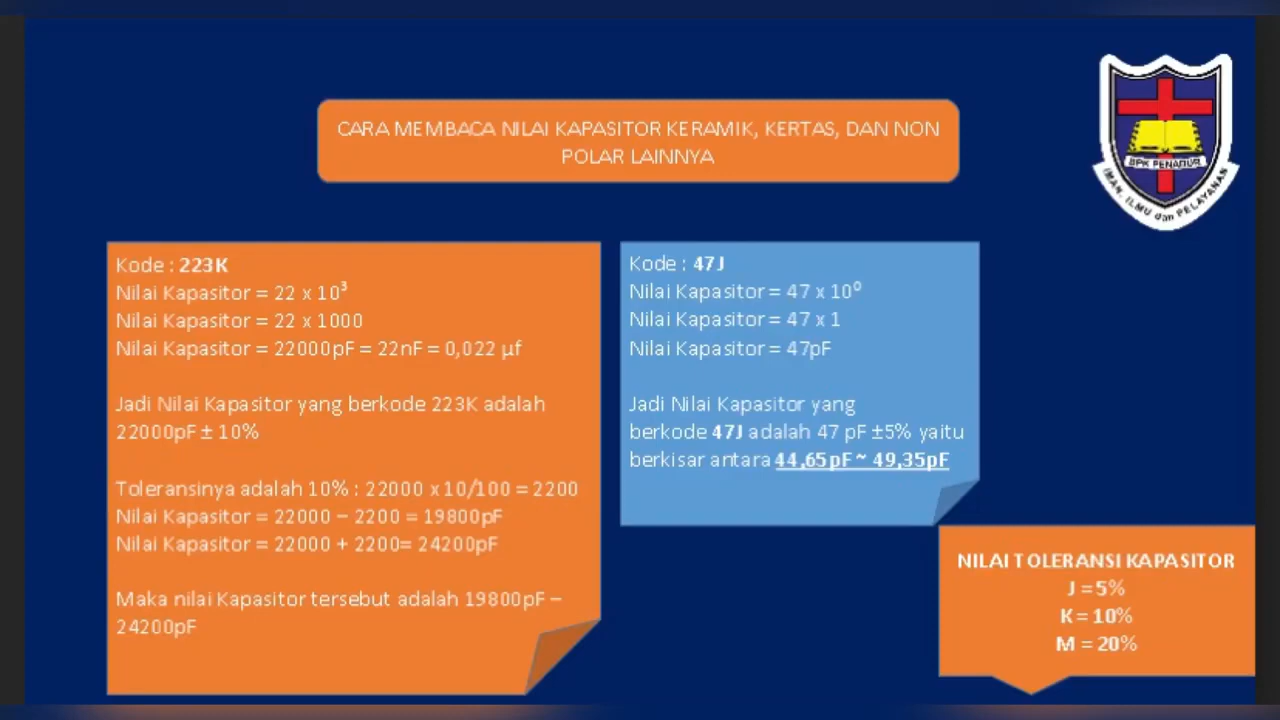 CARA MEMBACA NILAI KAPASITOR KERAMIK, KERTAS, DAN NON
POLAR LAINNYA
BPK PENABUR
IMAN, ILMU dan PELAYANAN
Kode : 223K
Nilai Kapasitor = 22 x 10³
Nilai Kapasitor = 22 x 1000
Nilai Kapasitor = 22000pF = 22nF = 0,022 µf
Jadi Nilai Kapasitor yang berkode 223K adalah
22000pF ± 10%
Toleransinya adalah 10% : 22000 x 10/100 = 2200
Nilai Kapasitor = 22000 – 2200 = 19800pF
Nilai Kapasitor = 22000 + 2200= 24200pF
Maka nilai Kapasitor tersebut adalah 19800pF –
24200pF
Kode : 47J
Nilai Kapasitor = 47 x 10⁰
Nilai Kapasitor = 47 x 1
Nilai Kapasitor = 47pF
Jadi Nilai Kapasitor yang
berkode 47J adalah 47 pF ±5% yaitu
berkisar antara 44,65pF ~ 49,35pF
NILAI TOLERANSI KAPASITOR
J = 5%
K = 10%
M = 20%